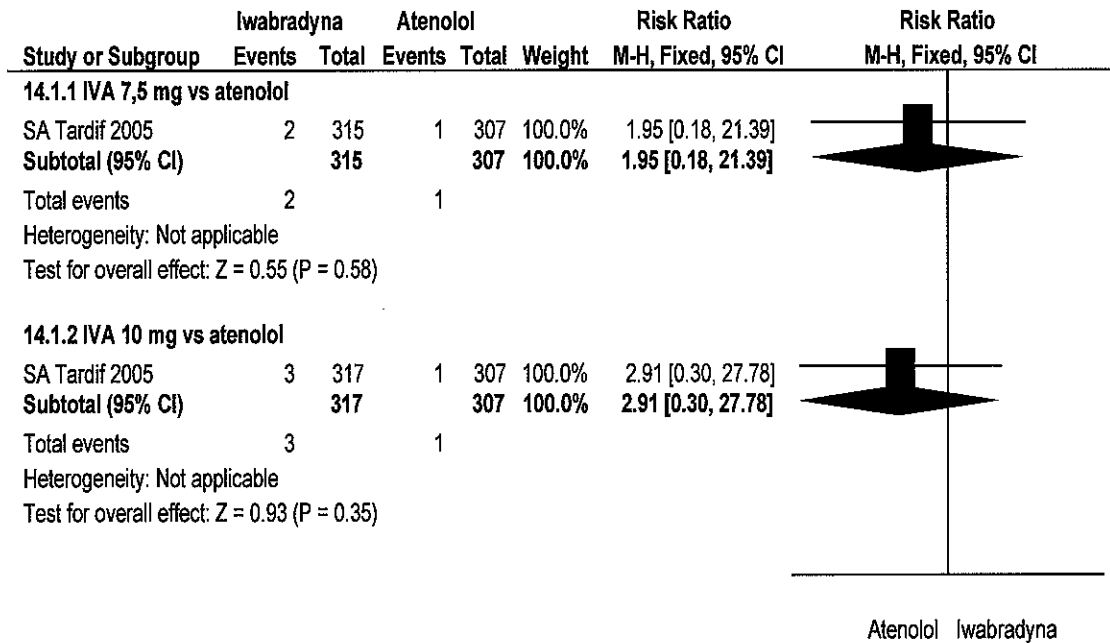 Iwabradyna Atenolol Risk Ratio Risk Ratio
Study or Subgroup Events Total Events Total Weight M-H, Fixed, 95% CI M-H, Fixed, 95% CI
14.1.1 IVA 7,5 mg vs atenolol
SA Tardif 2005 2 315 1 307 100.0% 1.95 [0.18, 21.39]
Subtotal (95% CI) 315 307 100.0% 1.95 [0.18, 21.39]
Total events 2 1
Heterogeneity: Not applicable
Test for overall effect: Z = 0.55 (P = 0.58)
14.1.2 IVA 10 mg vs atenolol
SA Tardif 2005 3 317 1 307 100.0% 2.91 [0.30, 27.78]
Subtotal (95% CI) 317 307 100.0% 2.91 [0.30, 27.78]
Total events 3 1
Heterogeneity: Not applicable
Test for overall effect: Z = 0.93 (P = 0.35)
Atenolol Iwabradyna